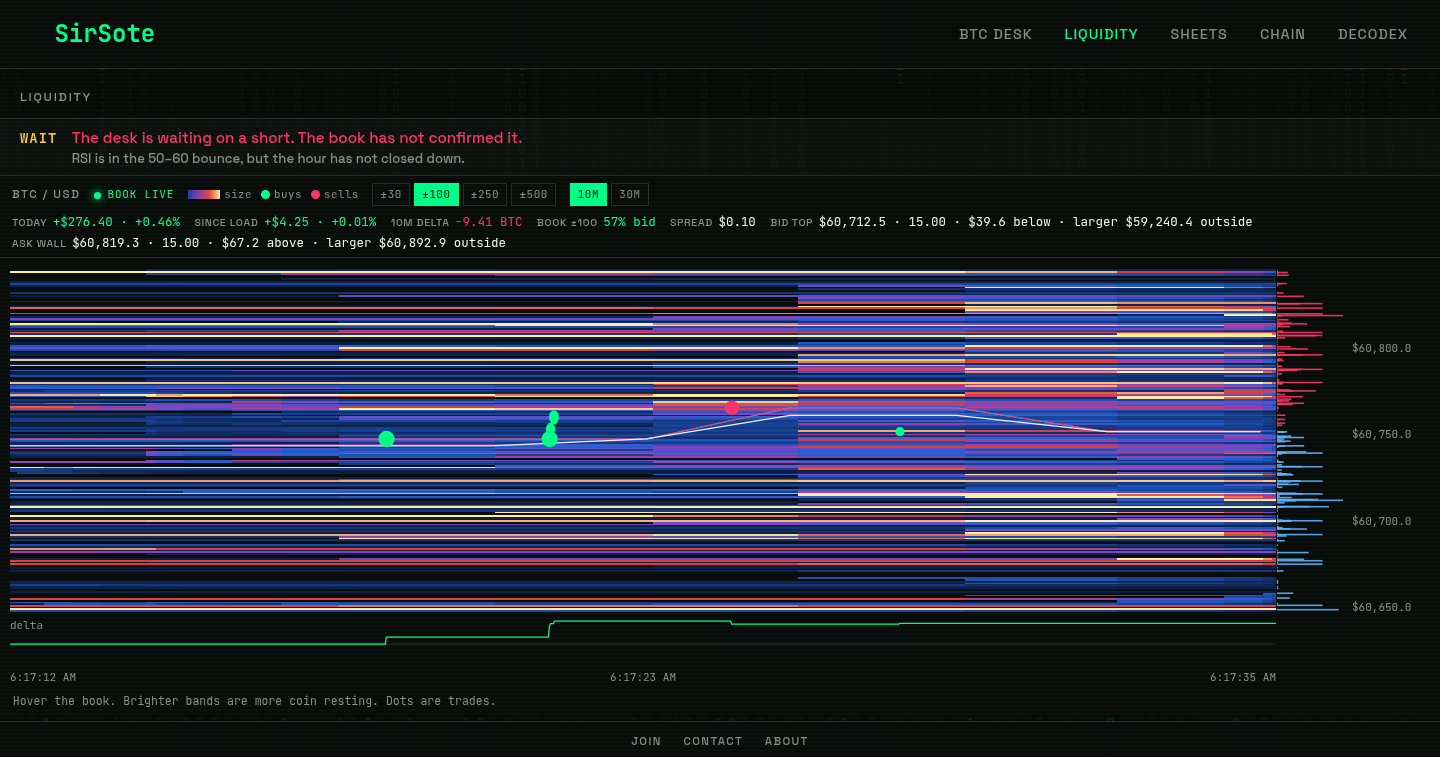 SirSote
BTC DESK LIQUIDITY SHEETS CHAIN DECODEX
LIQUIDITY
WAIT The desk is waiting on a short. The book has not confirmed it.
RSI is in the 50–60 bounce, but the hour has not closed down.
BTC / USD BOOK LIVE size buys sells ±30 ±100 ±250 ±500 10M 30M
TODAY +$276.40 · +0.46% SINCE LOAD +$4.25 · +0.01% 10M DELTA -9.41 BTC BOOK ±100 57% bid SPREAD $0.10 BID TOP $60,712.5 · 15.00 · $39.6 below · larger $59,240.4 outside
ASK WALL $60,819.3 · 15.00 · $67.2 above · larger $60,892.9 outside
$60,800.0
$60,750.0
$60,700.0
$60,650.0
delta
6:17:12 AM 6:17:23 AM 6:17:35 AM
Hover the book. Brighter bands are more coin resting. Dots are trades.
JOIN CONTACT ABOUT